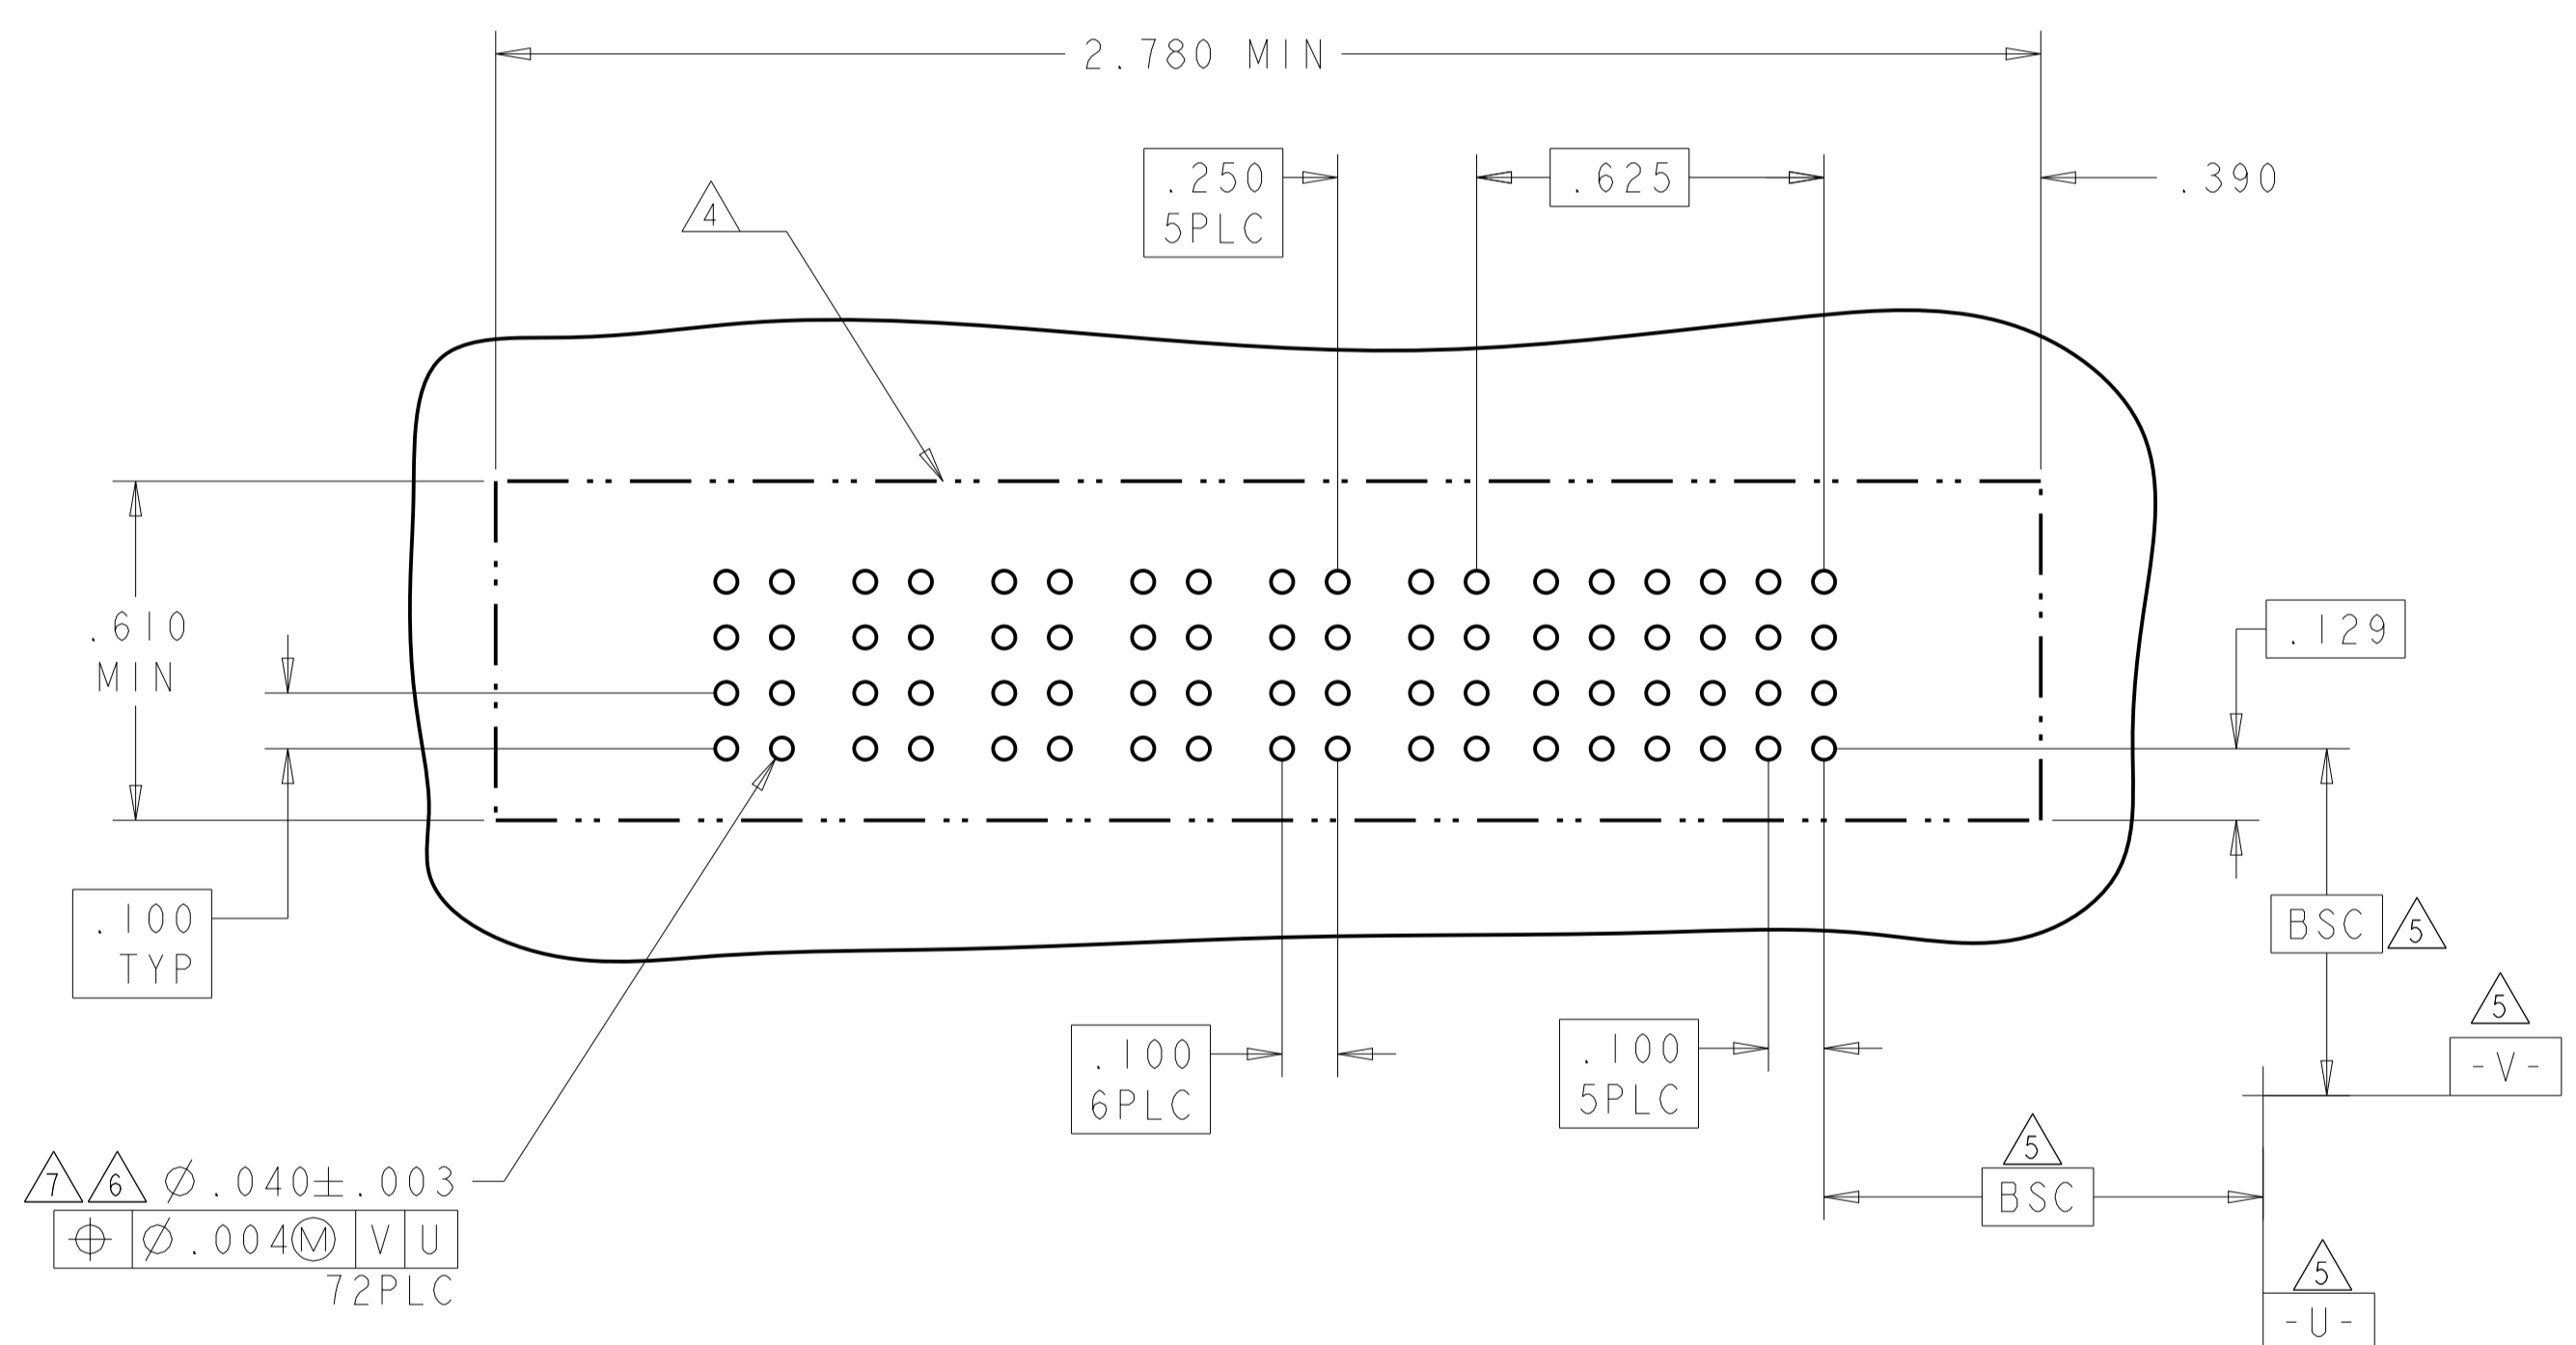 2.780 MIN
.250
5PLC
.625
.390
4
.610
MIN
.129
.100
TYP
BSC
5
5
-V-
.100
6PLC
.100
5PLC
5
BSC
7 6 Ø.040±.003
⌖ Ø.004Ⓜ V U
72PLC
5
-U-